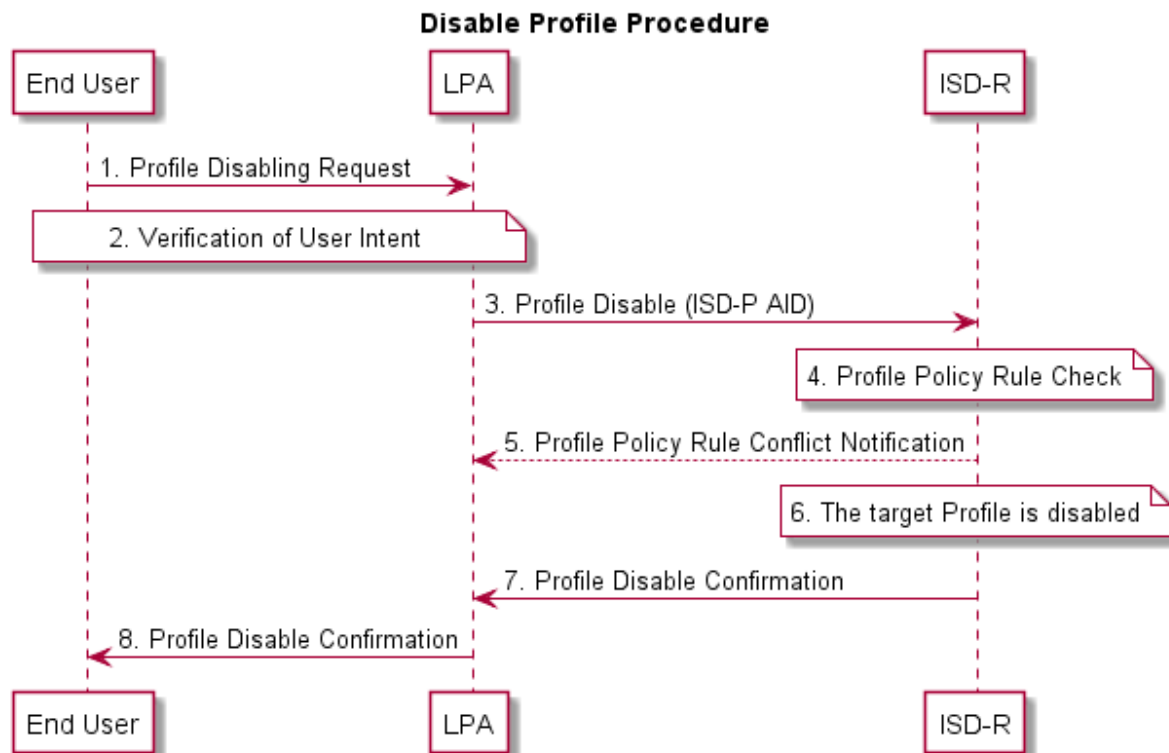 Disable Profile Procedure
End User
LPA
ISD-R
1. Profile Disabling Request
2. Verification of User Intent
3. Profile Disable (ISD-P AID)
4. Profile Policy Rule Check
5. Profile Policy Rule Conflict Notification
6. The target Profile is disabled
7. Profile Disable Confirmation
8. Profile Disable Confirmation
End User
LPA
ISD-R